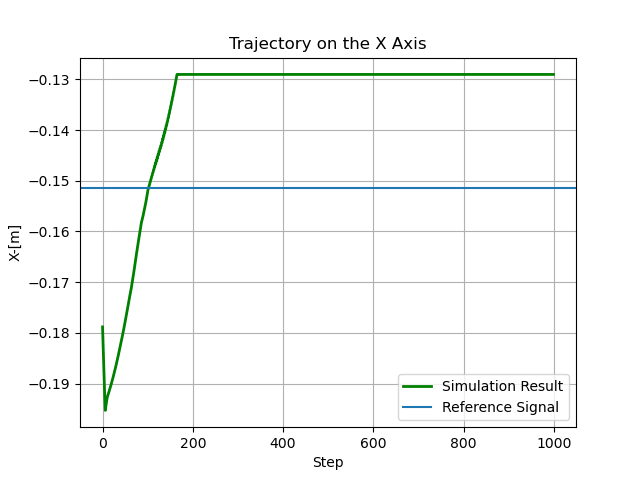 Trajectory on the X Axis
X-[m]
−0.13
−0.14
−0.15
−0.16
−0.17
−0.18
−0.19
0 200 400 600 800 1000
Step
Simulation Result
Reference Signal